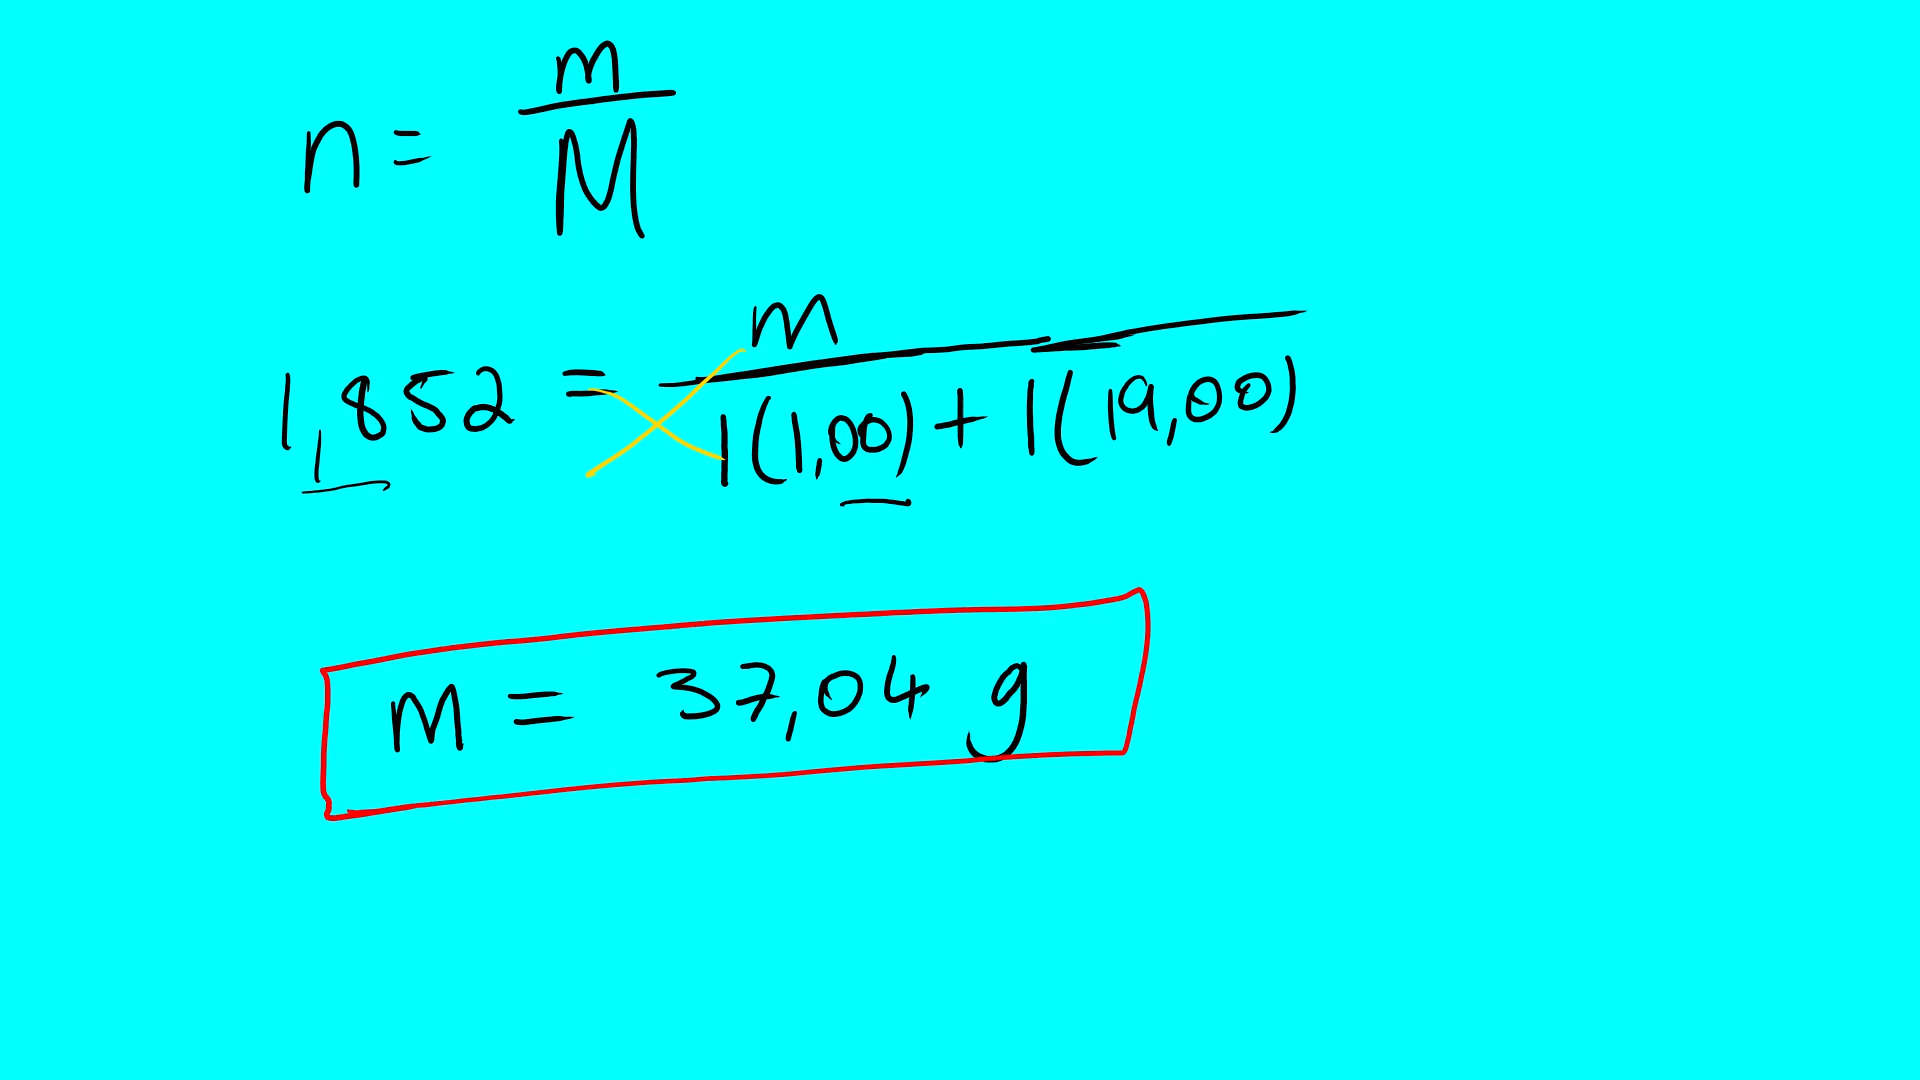 n = m/M
1,852 = m/(1(1,00) + 1(19,00))
m = 37,04 g